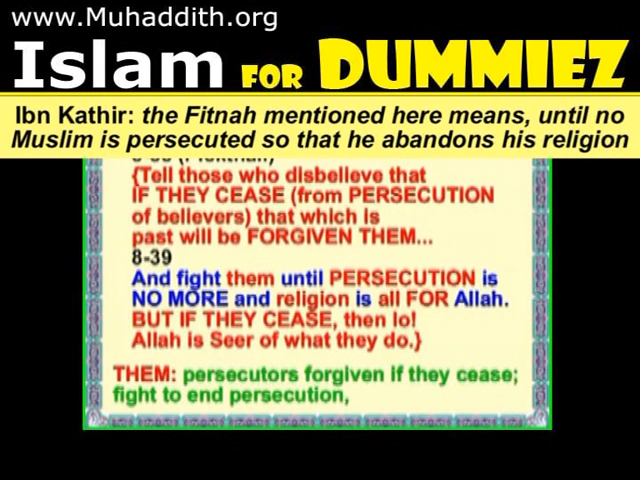 www.Muhaddith.org
Islam FOR DUMMIEZ
Ibn Kathir: the Fitnah mentioned here means, until no
Muslim is persecuted so that he abandons his religion
{Tell those who disbelieve that
IF THEY CEASE (from PERSECUTION
of believers) that which is
past will be FORGIVEN THEM...
8-39
And fight them until PERSECUTION is
NO MORE and religion is all FOR Allah.
BUT IF THEY CEASE, then lo!
Allah is Seer of what they do.}
THEM: persecutors forgiven if they cease;
fight to end persecution,